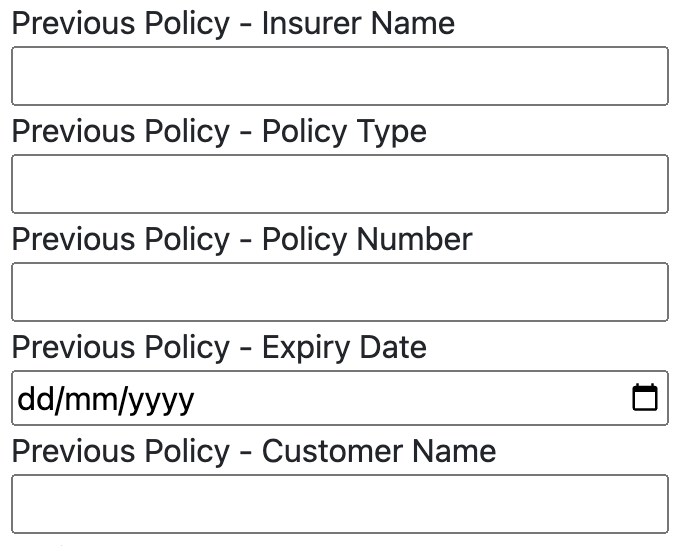 Previous Policy - Insurer Name
Previous Policy - Policy Type
Previous Policy - Policy Number
Previous Policy - Expiry Date
dd/mm/yyyy
Previous Policy - Customer Name